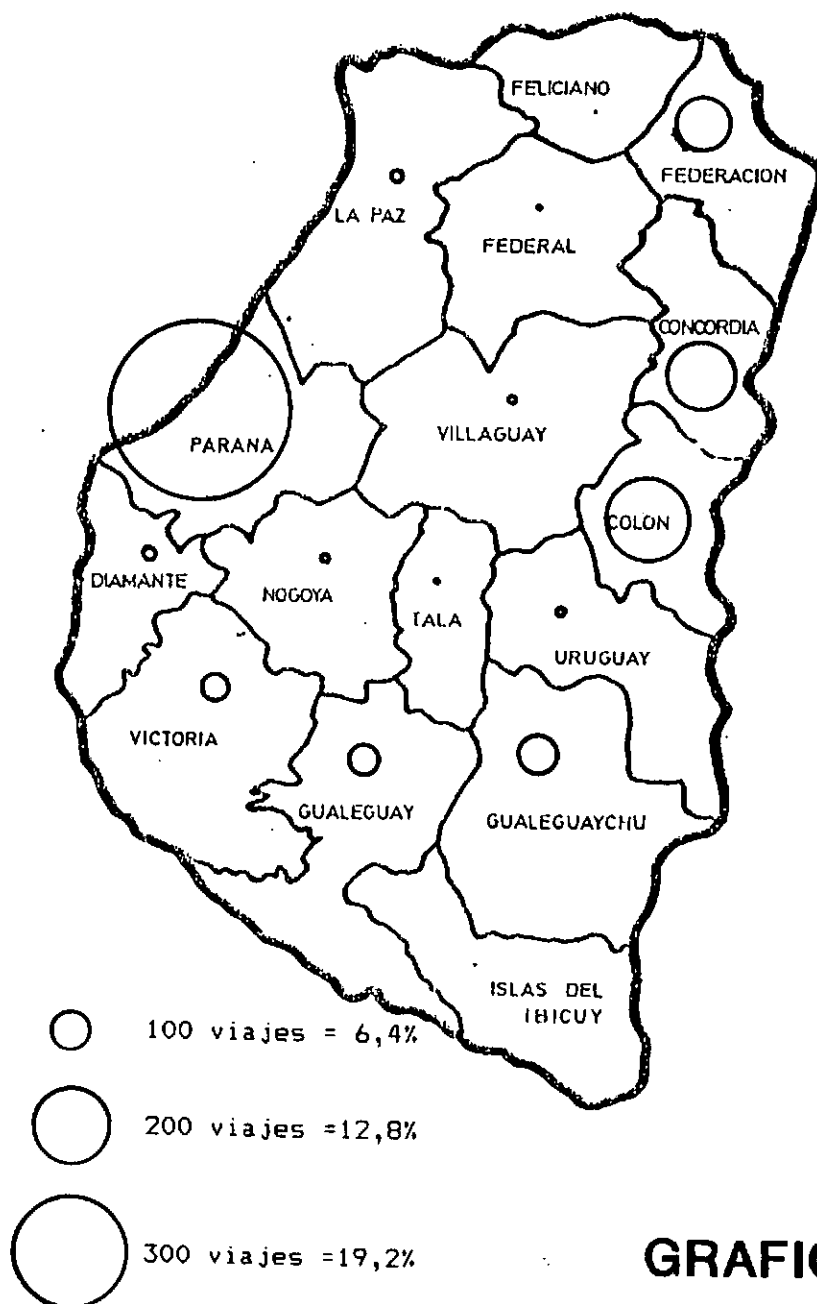 FELICIANO
FEDERACION
LA PAZ
FEDERAL
CONCORDIA
PARANA
VILLAGUAY
COLON
DIAMANTE
NOGOYA
TALA
URUGUAY
VICTORIA
GUALEGUAY
GUALEGUAYCHU
ISLAS DEL
IBICUY
100 viajes = 6,4%
200 viajes =12,8%
300 viajes =19,2%